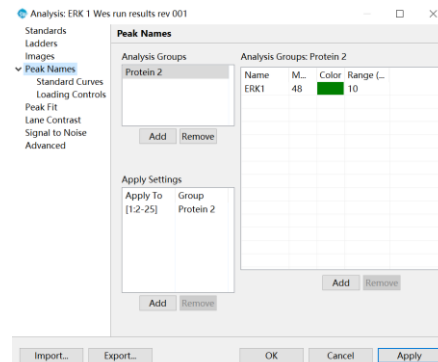 Analysis: ERK 1 Wes run results rev 001
Standards
Ladders
Images
Peak Names
Standard Curves
Loading Controls
Peak Fit
Lane Contrast
Signal to Noise
Advanced
Peak Names
Analysis Groups
Protein 2
Add Remove
Apply Settings
Apply To Group
[1:2-25] Protein 2
Add Remove
Analysis Groups: Protein 2
Name M... Color Range (...
ERK1 48 10
Add Remove
Import... Export... OK Cancel Apply